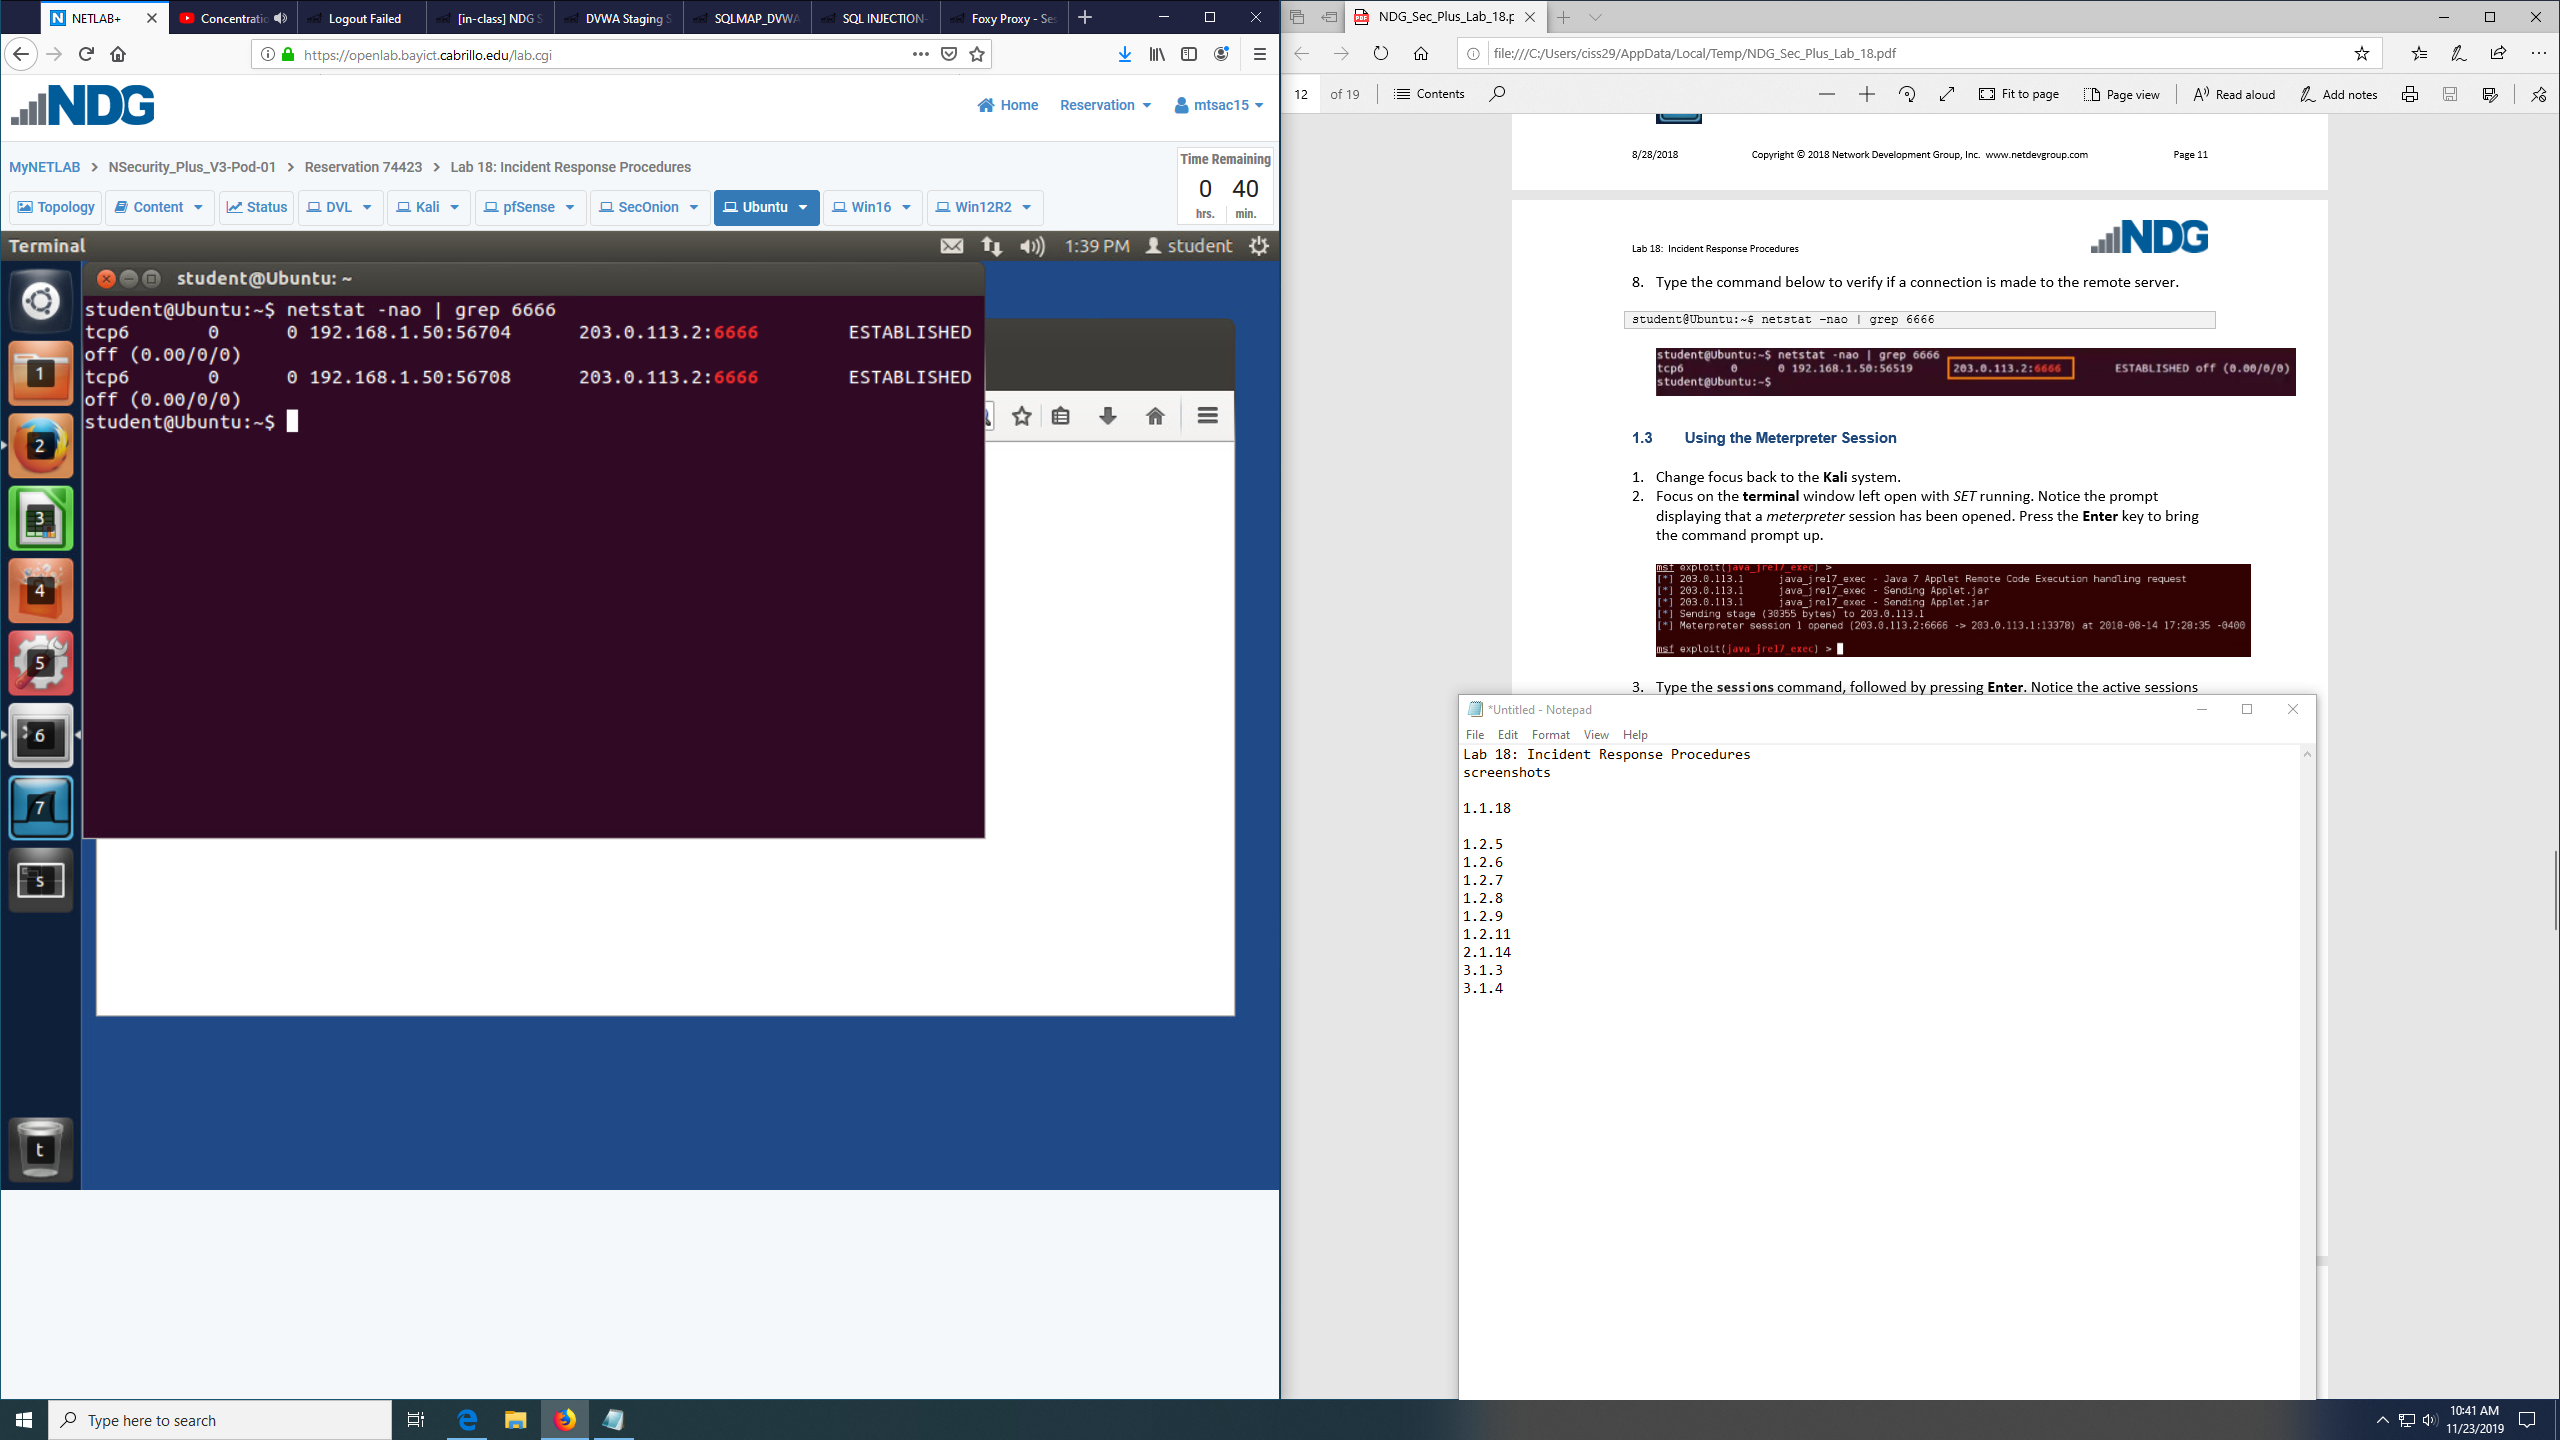 NETLAB+
Concentratio
Logout Failed
[in-class] NDG S
DVWA Staging S
SQLMAP_DVWA
SQL INJECTION-
Foxy Proxy - Ses
https://openlab.bayict.cabrillo.edu/lab.cgi
NDG
Home
Reservation
mtsac15
MyNETLAB > NSecurity_Plus_V3-Pod-01 > Reservation 74423 > Lab 18: Incident Response Procedures
Time Remaining
0 40
hrs. min.
Topology
Content
Status
DVL
Kali
pfSense
SecOnion
Ubuntu
Win16
Win12R2
Terminal
1:39 PM
student
student@Ubuntu: ~
student@Ubuntu:~$ netstat -nao | grep 6666
tcp6 0 0 192.168.1.50:56704 203.0.113.2:6666 ESTABLISHED
off (0.00/0/0)
tcp6 0 0 192.168.1.50:56708 203.0.113.2:6666 ESTABLISHED
off (0.00/0/0)
student@Ubuntu:~$
1
2
3
4
5
6
7
S
t
NDG_Sec_Plus_Lab_18.p
file:///C:/Users/ciss29/AppData/Local/Temp/NDG_Sec_Plus_Lab_18.pdf
12 of 19
Contents
Fit to page
Page view
Read aloud
Add notes
8/28/2018 Copyright © 2018 Network Development Group, Inc. www.netdevgroup.com Page 11
Lab 18: Incident Response Procedures
NDG
8. Type the command below to verify if a connection is made to the remote server.
student@Ubuntu:~$ netstat –nao | grep 6666
student@Ubuntu:~$ netstat -nao | grep 6666
tcp6 0 0 192.168.1.50:56519 203.0.113.2:6666 ESTABLISHED off (0.00/0/0)
student@Ubuntu:~$
1.3 Using the Meterpreter Session
1. Change focus back to the Kali system.
2. Focus on the terminal window left open with SET running. Notice the prompt
displaying that a meterpreter session has been opened. Press the Enter key to bring
the command prompt up.
msf exploit(java_jre17_exec) >
[*] 203.0.113.1 java_jre17_exec - Java 7 Applet Remote Code Execution handling request
[*] 203.0.113.1 java_jre17_exec - Sending Applet.jar
[*] 203.0.113.1 java_jre17_exec - Sending Applet.jar
[*] Sending stage (30355 bytes) to 203.0.113.1
[*] Meterpreter session 1 opened (203.0.113.2:6666 -> 203.0.113.1:13378) at 2018-08-14 17:28:35 -0400
msf exploit(java_jre17_exec) >
3. Type the sessions command, followed by pressing Enter. Notice the active sessions
*Untitled - Notepad
File Edit Format View Help
Lab 18: Incident Response Procedures
screenshots
1.1.18
1.2.5
1.2.6
1.2.7
1.2.8
1.2.9
1.2.11
2.1.14
3.1.3
3.1.4
Type here to search
10:41 AM
11/23/2019